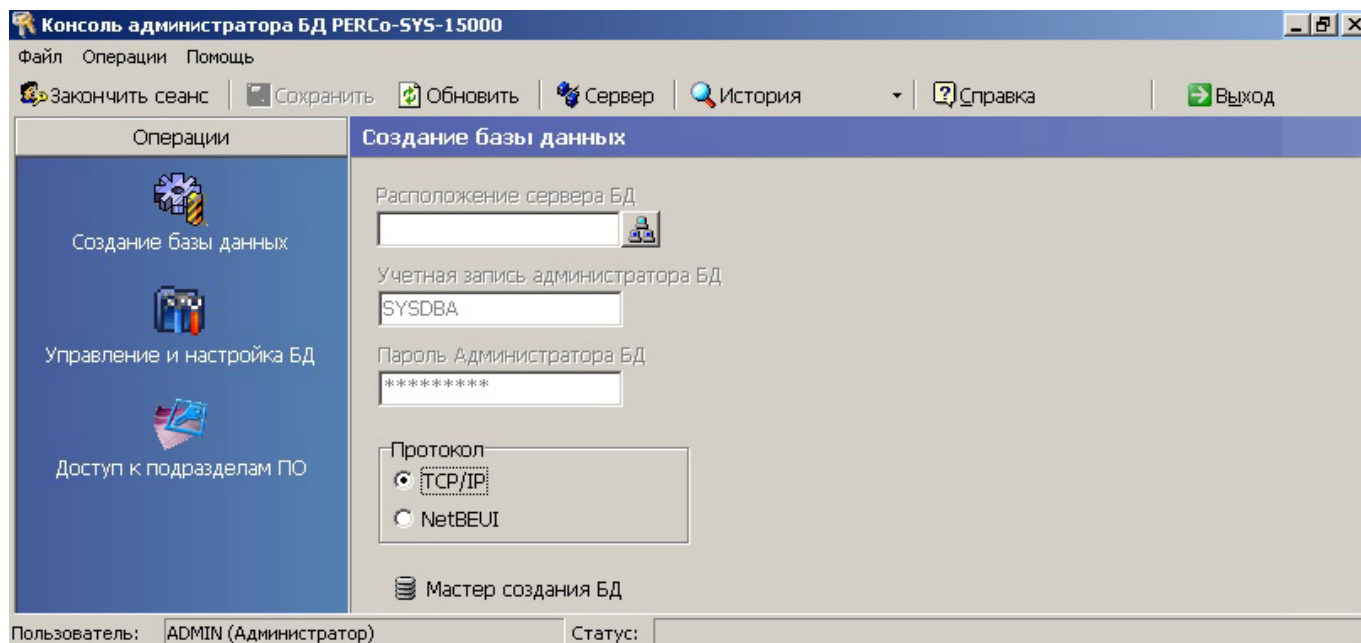 Консоль администратора БД PERCo-SYS-15000
Файл Операции Помощь
Закончить сеанс Сохранить Обновить Сервер История Справка Выход
Операции
Создание базы данных
Управление и настройка БД
Доступ к подразделам ПО
Создание базы данных
Расположение сервера БД
Учетная запись администратора БД
SYSDBA
Пароль Администратора БД
*********
Протокол
TCP/IP
NetBEUI
Мастер создания БД
Пользователь: ADMIN (Администратор) Статус: